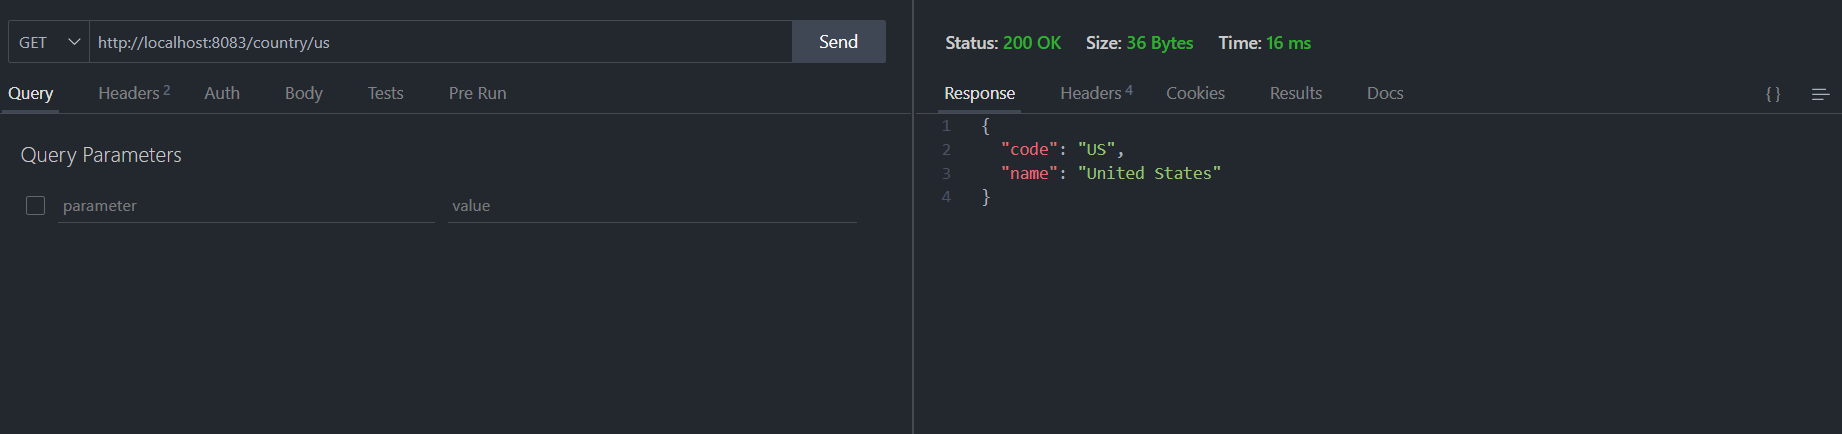 GET http://localhost:8083/country/us Send
Query Headers 2 Auth Body Tests Pre Run
Query Parameters
parameter value
Status: 200 OK Size: 36 Bytes Time: 16 ms
Response Headers 4 Cookies Results Docs { }
1 {
2 "code": "US",
3 "name": "United States"
4 }